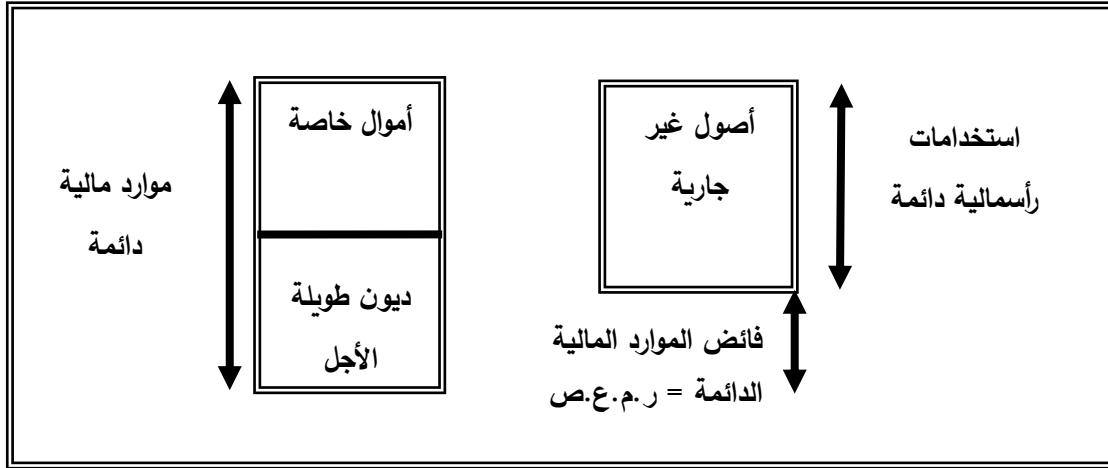 استخدامات
رأسمالية دائمة
أصول غير
جارية
فائض الموارد المالية
الدائمة = ر.م.ع.ص
أموال خاصة
ديون طويلة
الأجل
موارد مالية
دائمة